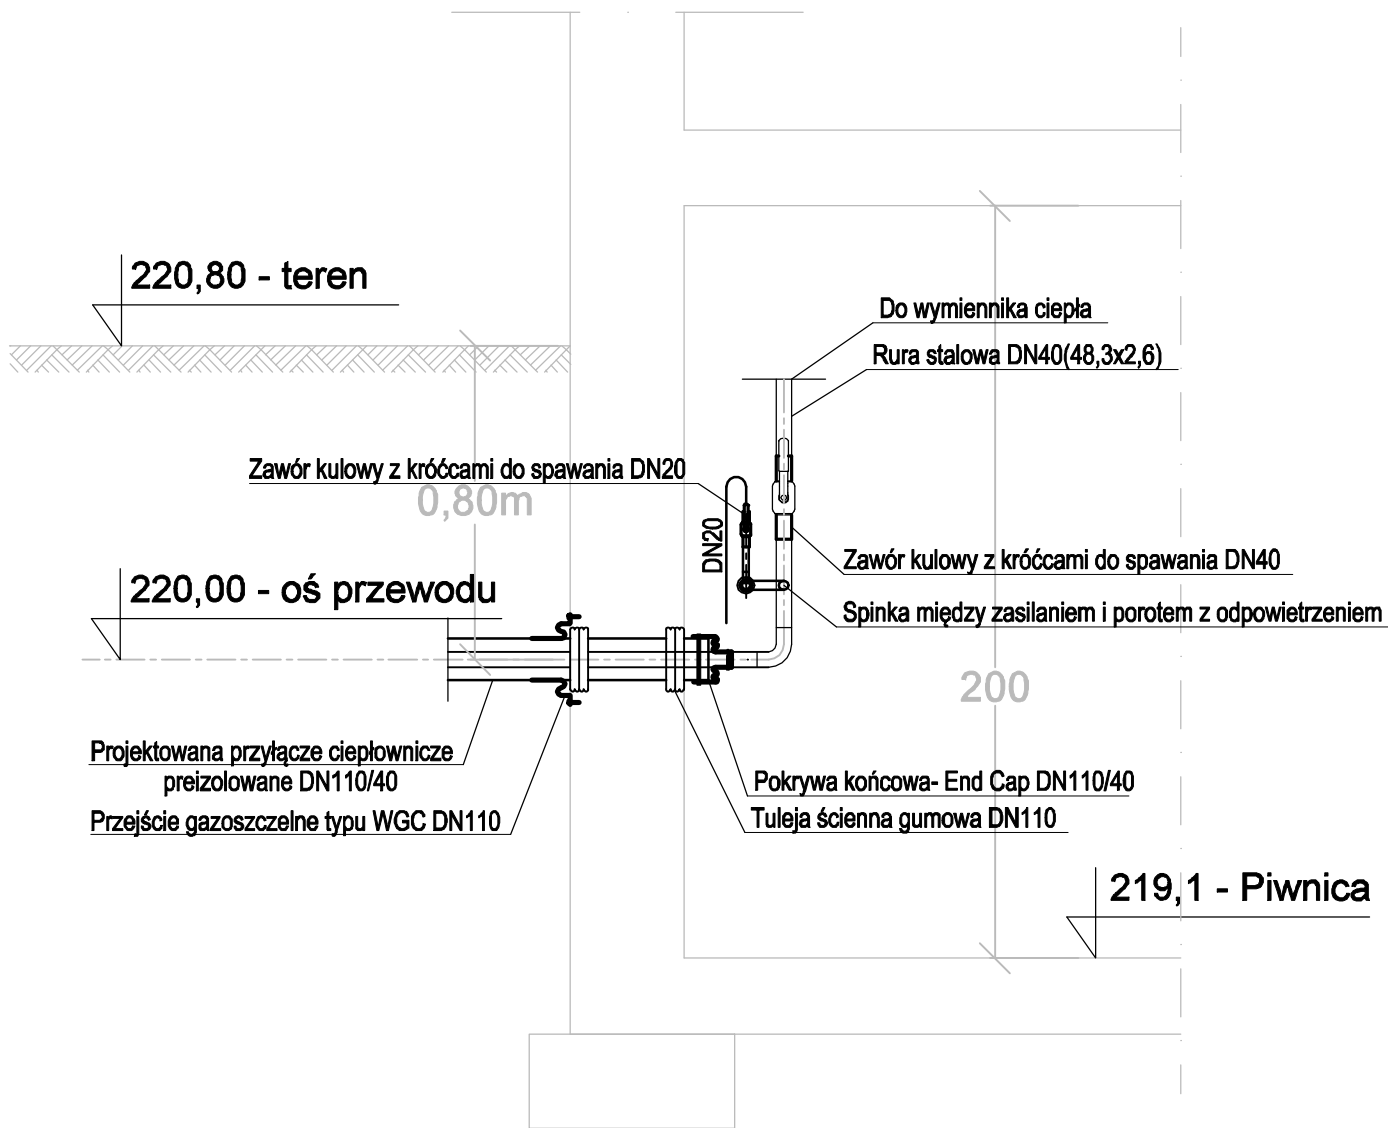 220,80 - teren
Do wymiennika ciepła
Rura stalowa DN40(48,3x2,6)
Zawór kulowy z króćcami do spawania DN20
0,80m
DN20
Zawór kulowy z króćcami do spawania DN40
220,00 - oś przewodu
Spinka między zasilaniem i porotem z odpowietrzeniem
200
Projektowana przyłącze ciepłownicze
preizolowane DN110/40
Pokrywa końcowa- End Cap DN110/40
Przejście gazoszczelne typu WGC DN110
Tuleja ścienna gumowa DN110
219,1 - Piwnica